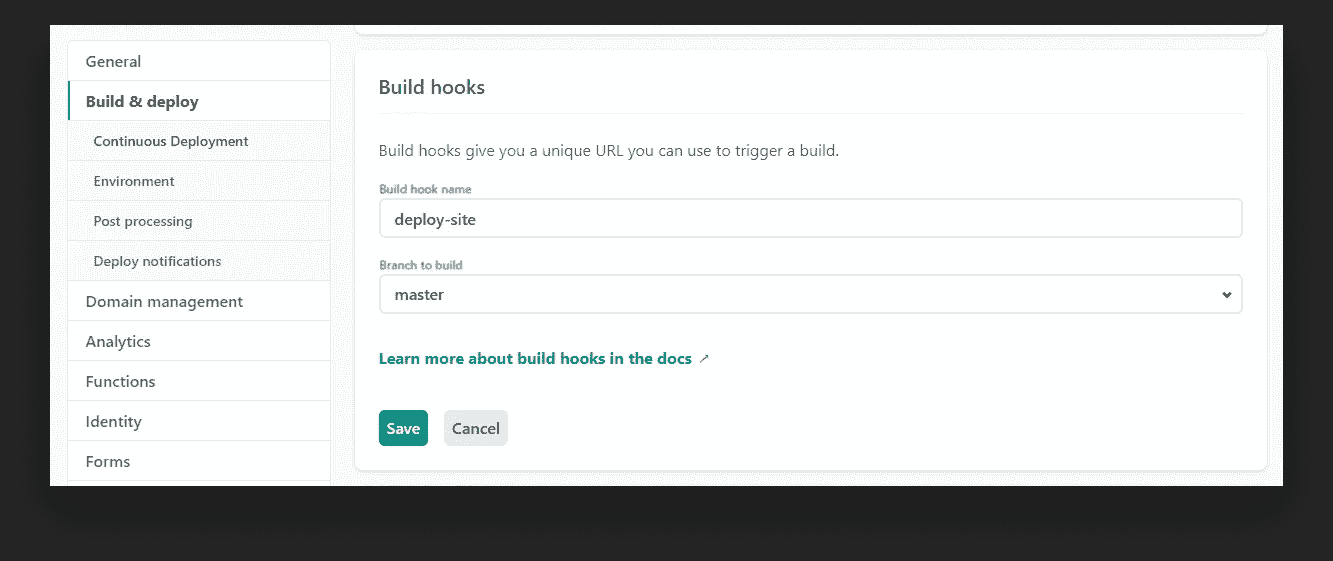 General
Build & deploy
Continuous Deployment
Environment
Post processing
Deploy notifications
Domain management
Analytics
Functions
Identity
Forms
Build hooks
Build hooks give you a unique URL you can use to trigger a build.
Build hook name
deploy-site
Branch to build
master
Learn more about build hooks in the docs ↗
Save
Cancel